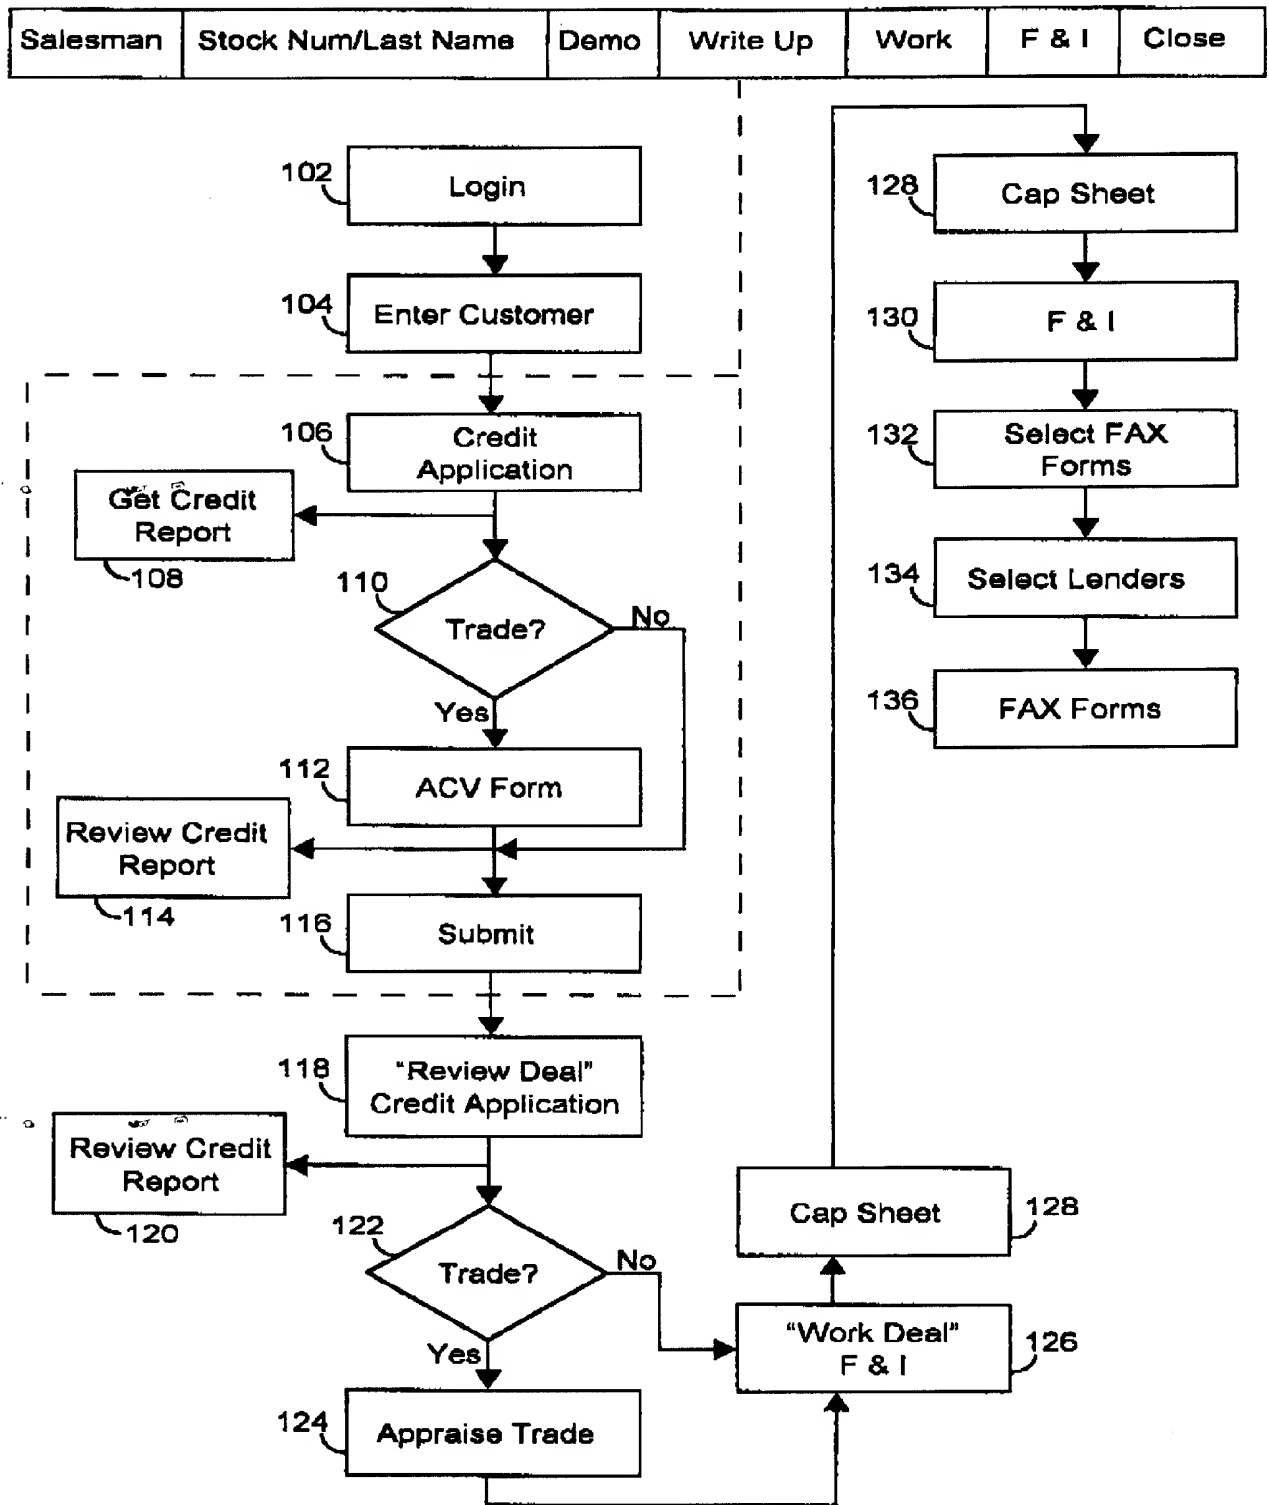 Salesman Stock Num/Last Name Demo Write Up Work F & I Close
102
Login
104
Enter Customer
106
Credit
Application
Get Credit
Report
108
110
Trade?
No
Yes
112
ACV Form
Review Credit
Report
114
116
Submit
118
"Review Deal"
Credit Application
Review Credit
Report
120
122
Trade?
No
Yes
124
Appraise Trade
"Work Deal"
F & I
126
Cap Sheet
128
128
Cap Sheet
130
F & I
132
Select FAX
Forms
134
Select Lenders
136
FAX Forms